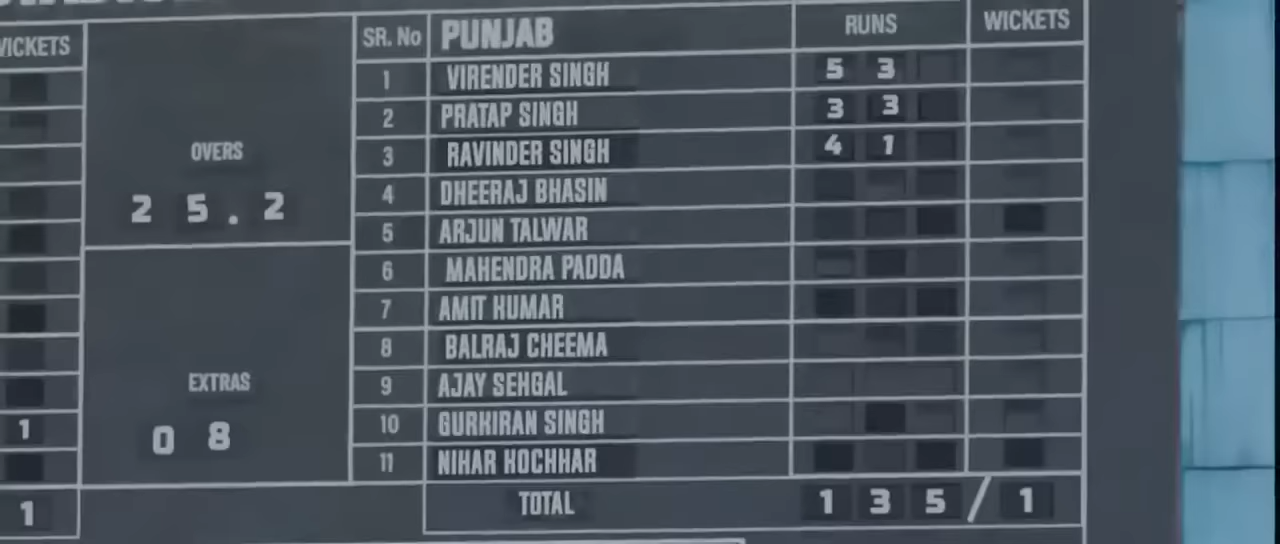 WICKETS SR. No PUNJAB RUNS WICKETS
1 VIRENDER SINGH 5 3
2 PRATAP SINGH 3 3
3 RAVINDER SINGH 4 1
OVERS
4 DHEERAJ BHASIN
2 5 . 2
5 ARJUN TALWAR
6 MAHENDRA PADDA
7 AMIT KUMAR
8 BALRAJ CHEEMA
EXTRAS
9 AJAY SEHGAL
1 0 8 10 GURKIRAN SINGH
11 NIHAR KOCHHAR
1 TOTAL 1 3 5 / 1